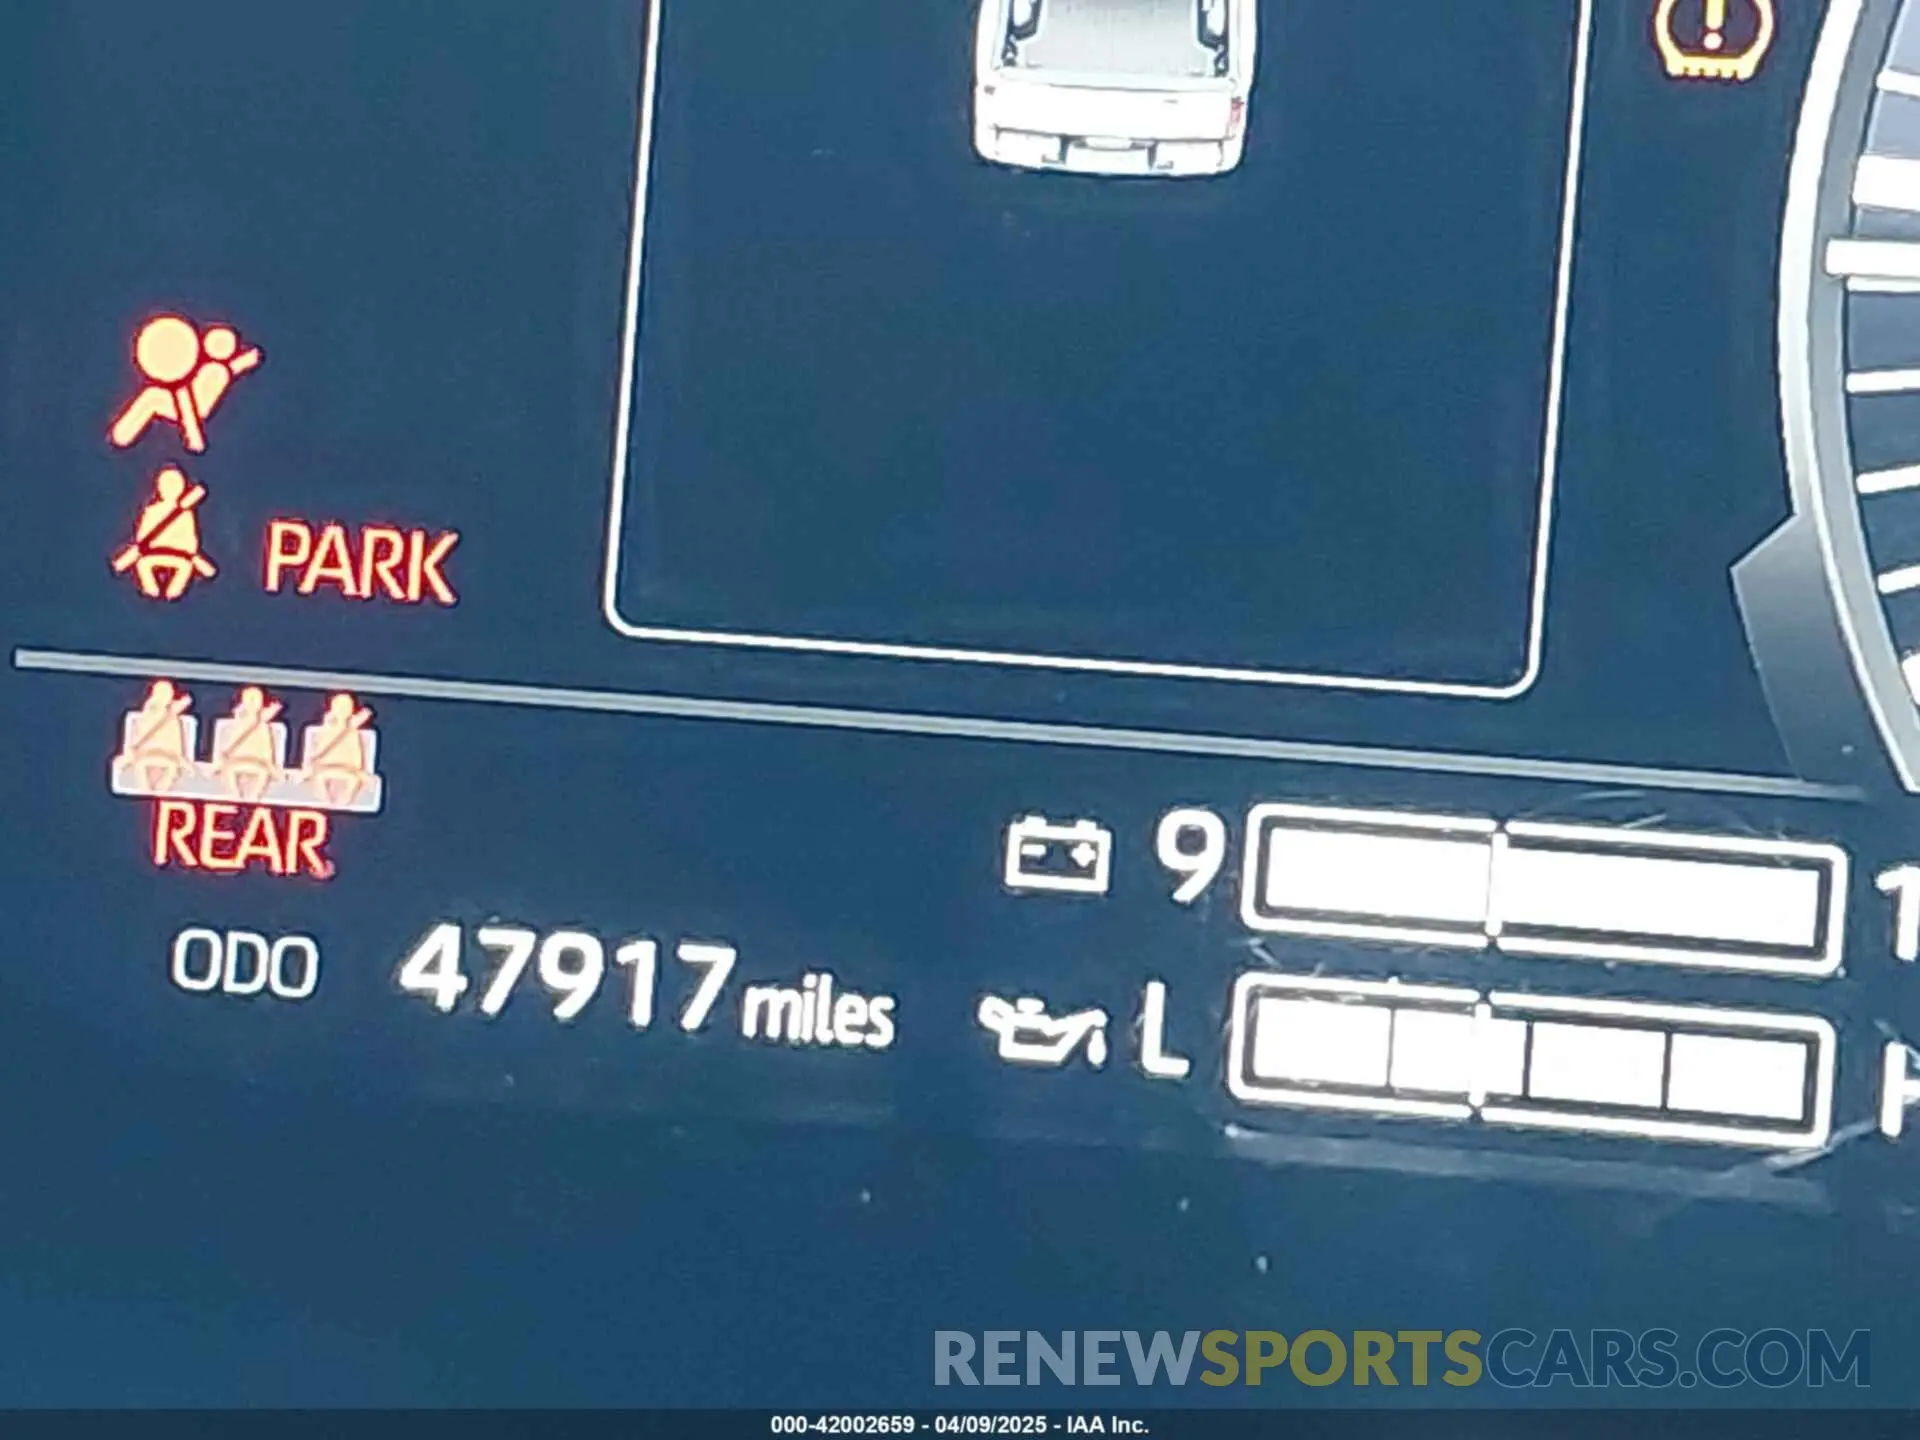 PARK
REAR
9
ODO 47917 miles
L
RENEWSPORTSCARS.COM
000-42002659 - 04/09/2025 - IAA Inc.